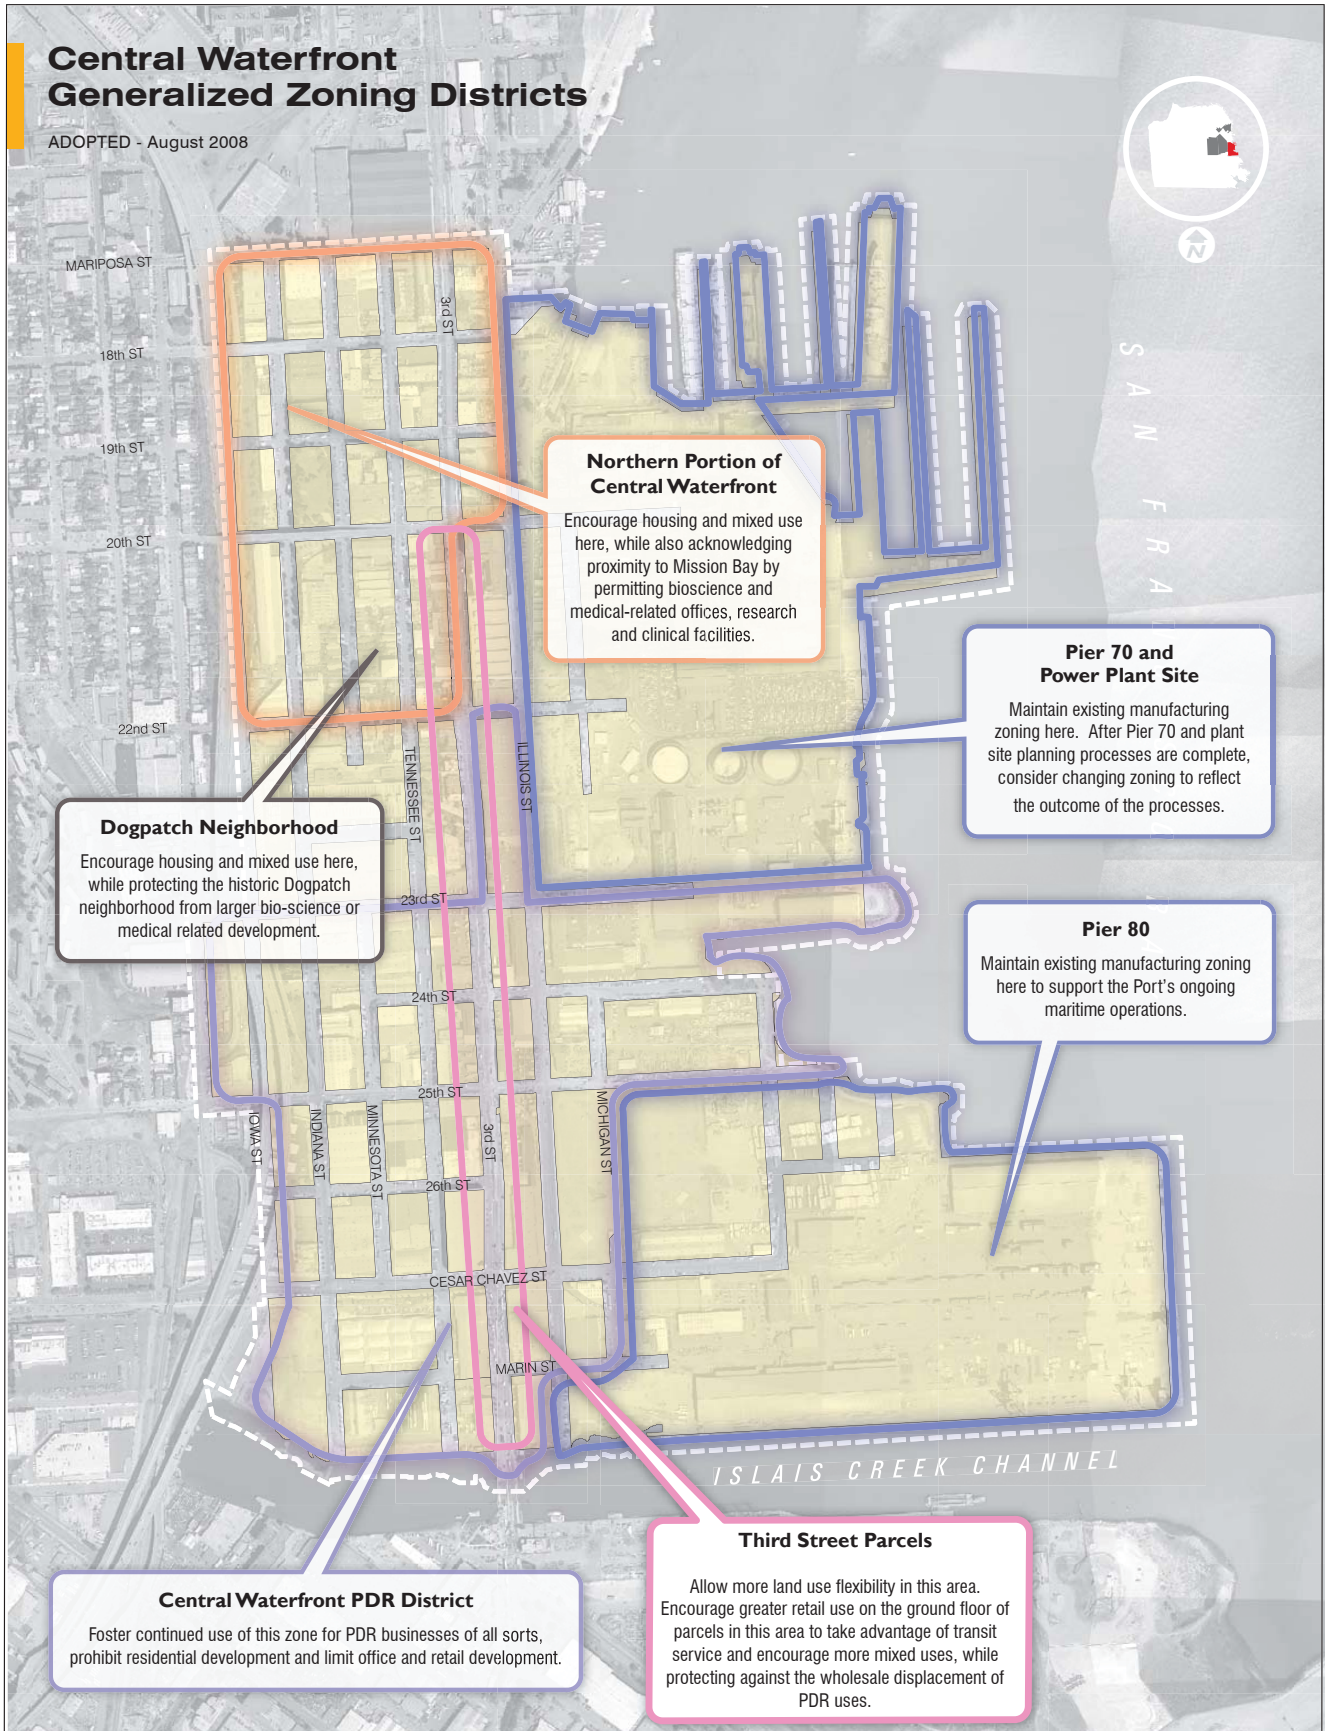 Central Waterfront
Generalized Zoning Districts
ADOPTED - August 2008
N
MARIPOSA ST
3rd ST
18th ST
19th ST
20th ST
22nd ST
SAN FRA
Northern Portion of
Central Waterfront
Encourage housing and mixed use
here, while also acknowledging
proximity to Mission Bay by
permitting bioscience and
medical-related offices, research
and clinical facilities.
Pier 70 and
Power Plant Site
Maintain existing manufacturing
zoning here. After Pier 70 and plant
site planning processes are complete,
consider changing zoning to reflect
the outcome of the processes.
TENNESSEE ST
ILLINOIS ST
Dogpatch Neighborhood
Encourage housing and mixed use here,
while protecting the historic Dogpatch
neighborhood from larger bio-science or
medical related development.
23rd ST
Pier 80
Maintain existing manufacturing zoning
here to support the Port's ongoing
maritime operations.
24th ST
25th ST
IOWA ST
INDIANA ST
MINNESOTA ST
3rd ST
MICHIGAN ST
26th ST
CESAR CHAVEZ ST
MARIN ST
ISLAIS CREEK CHANNEL
Third Street Parcels
Allow more land use flexibility in this area.
Encourage greater retail use on the ground floor of
parcels in this area to take advantage of transit
service and encourage more mixed uses, while
protecting against the wholesale displacement of
PDR uses.
Central Waterfront PDR District
Foster continued use of this zone for PDR businesses of all sorts,
prohibit residential development and limit office and retail development.